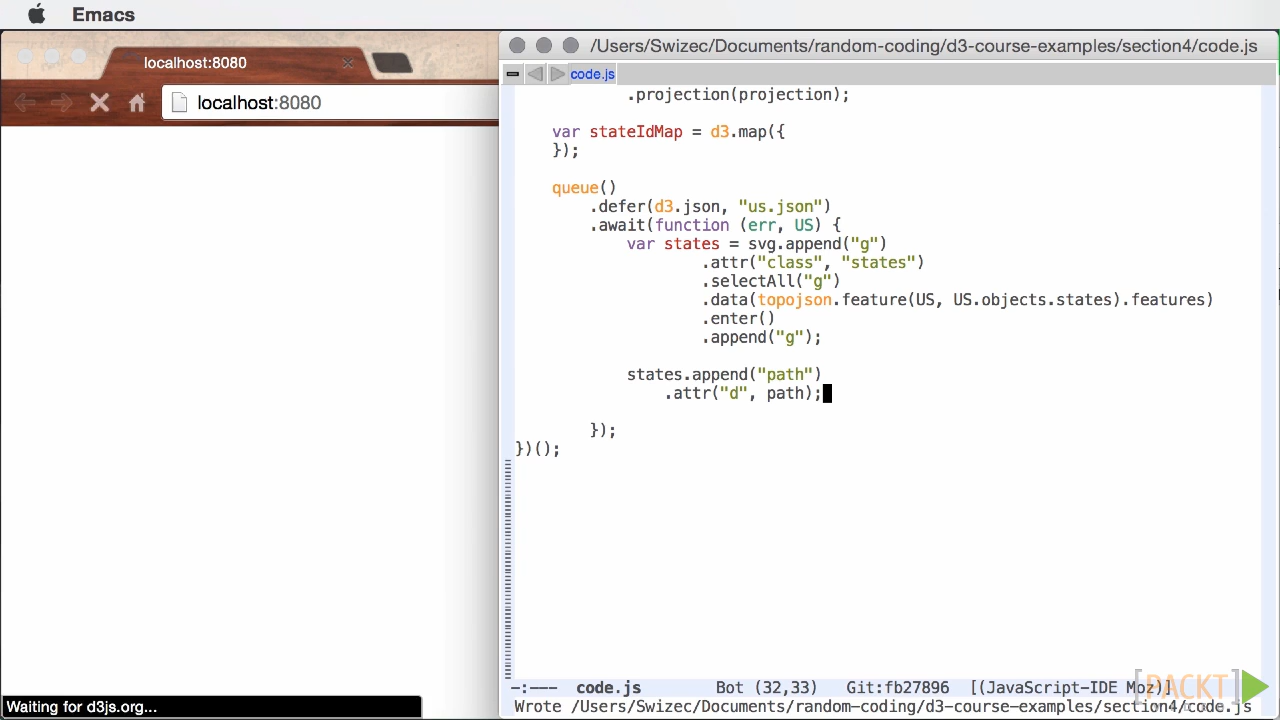 Emacs
localhost:8080
localhost:8080
Waiting for d3js.org...
/Users/Swizec/Documents/random-coding/d3-course-examples/section4/code.js
code.js
.projection(projection);
var stateIdMap = d3.map({
});
queue()
.defer(d3.json, "us.json")
.await(function (err, US) {
var states = svg.append("g")
.attr("class", "states")
.selectAll("g")
.data(topojson.feature(US, US.objects.states).features)
.enter()
.append("g");
states.append("path")
.attr("d", path);
});
})();
-:--- code.js Bot (32,33) Git:fb27896 [(JavaScript-IDE Moz)]
Wrote /Users/Swizec/Documents/random-coding/d3-course-examples/section4/code.js
[PACKT]